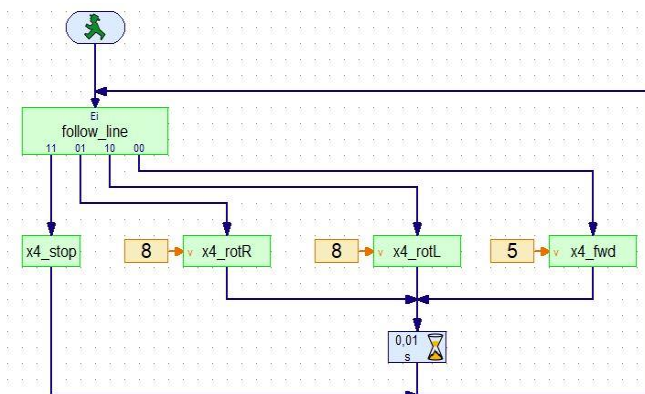 Ei
follow_line
11 01 10 00
x4_stop
8 v x4_rotR
8 v x4_rotL
5 v x4_fwd
0,01
s